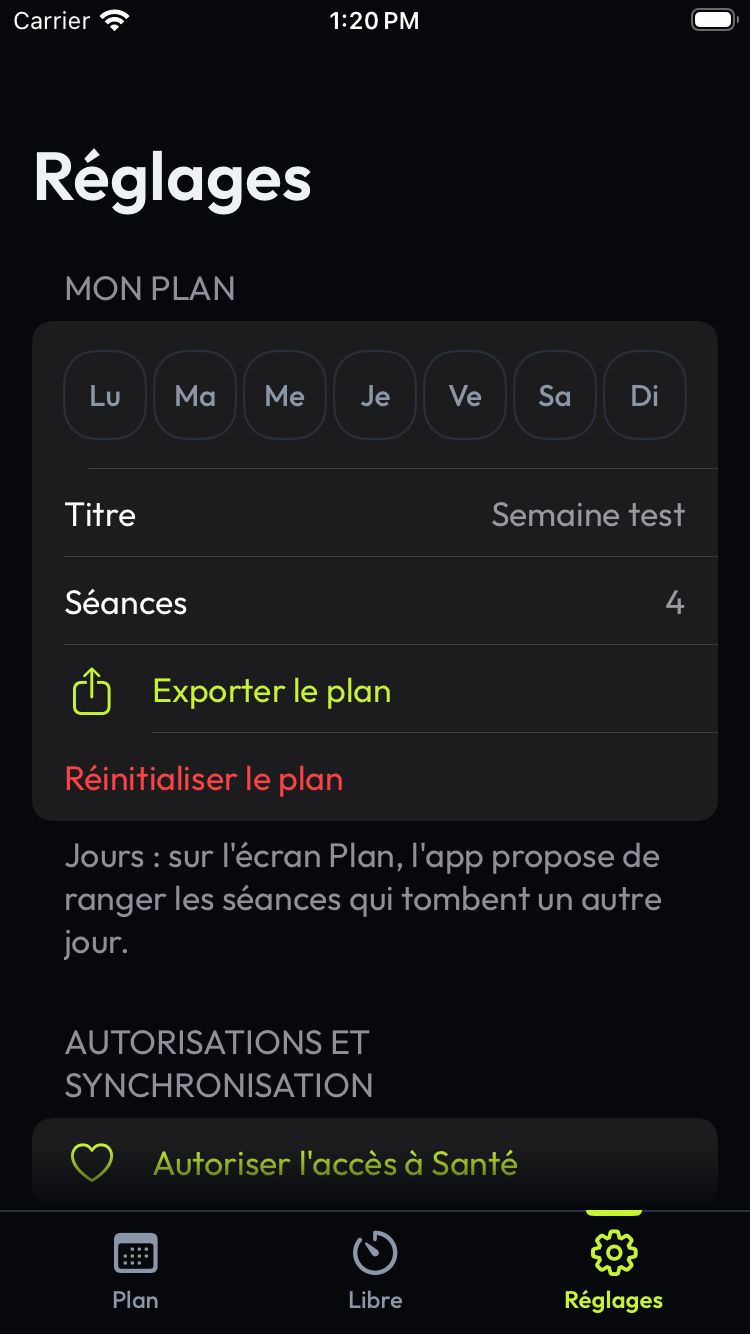 Carrier 1:20 PM
Réglages
MON PLAN
Lu Ma Me Je Ve Sa Di
Titre Semaine test
Séances 4
Exporter le plan
Réinitialiser le plan
Jours : sur l'écran Plan, l'app propose de
ranger les séances qui tombent un autre
jour.
AUTORISATIONS ET
SYNCHRONISATION
Autoriser l'accès à Santé
Plan Libre Réglages